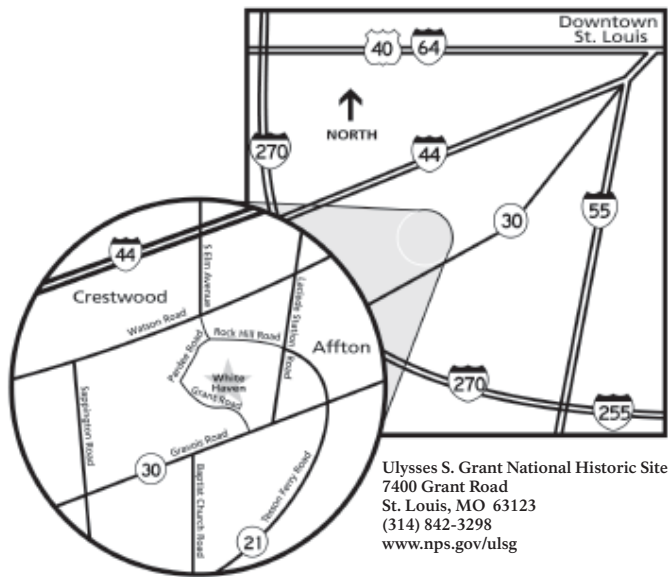 Downtown
St. Louis
40
64
NORTH
270
44
30
55
44
Crestwood
S Elm Avenue
Watson Road
Rock Hill Road
Laclede Station Road
Affton
Pardee Road
White
Haven
Grant Road
Sappington Road
Gravois Road
30
Baptist Church Road
Tesson Ferry Road
21
270
255
Ulysses S. Grant National Historic Site
7400 Grant Road
St. Louis, MO  63123
(314) 842-3298
www.nps.gov/ulsg